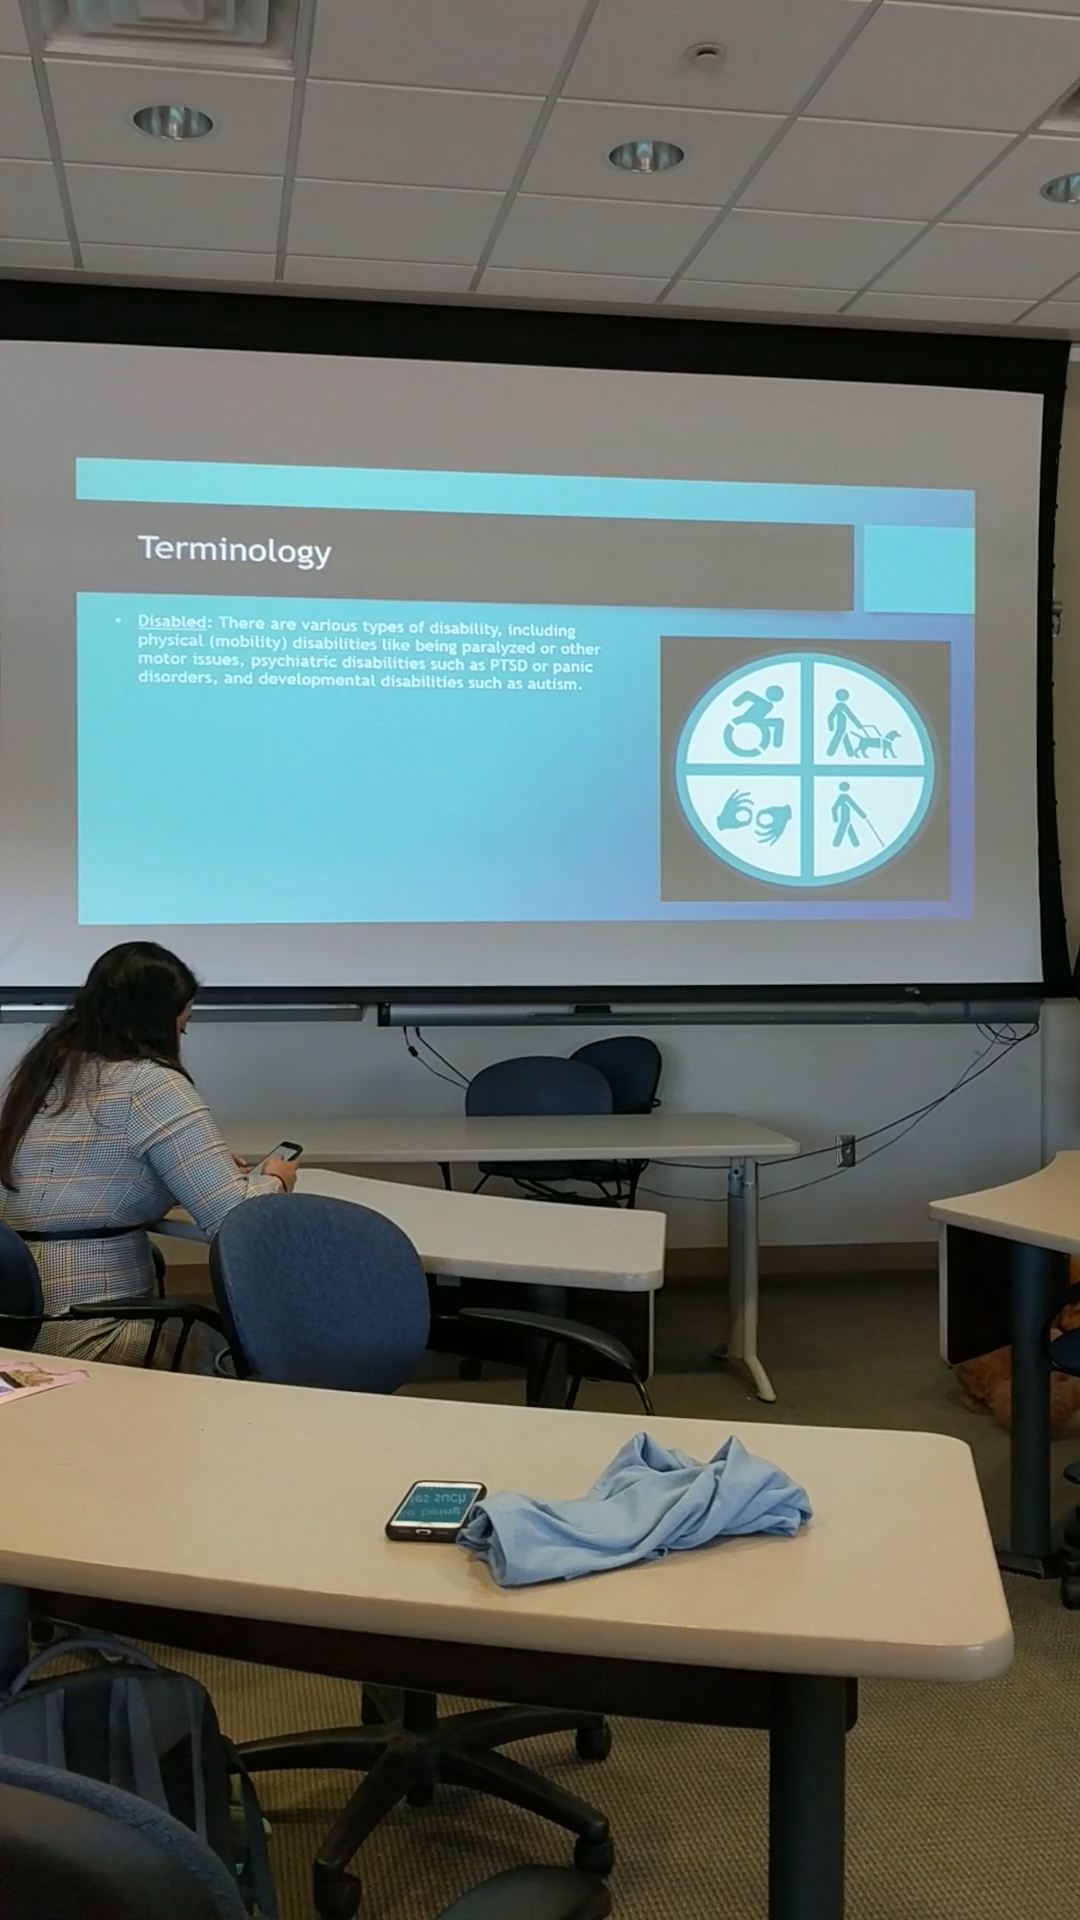 Terminology
• Disabled: There are various types of disability, including
physical (mobility) disabilities like being paralyzed or other
motor issues, psychiatric disabilities such as PTSD or panic
disorders, and developmental disabilities such as autism.